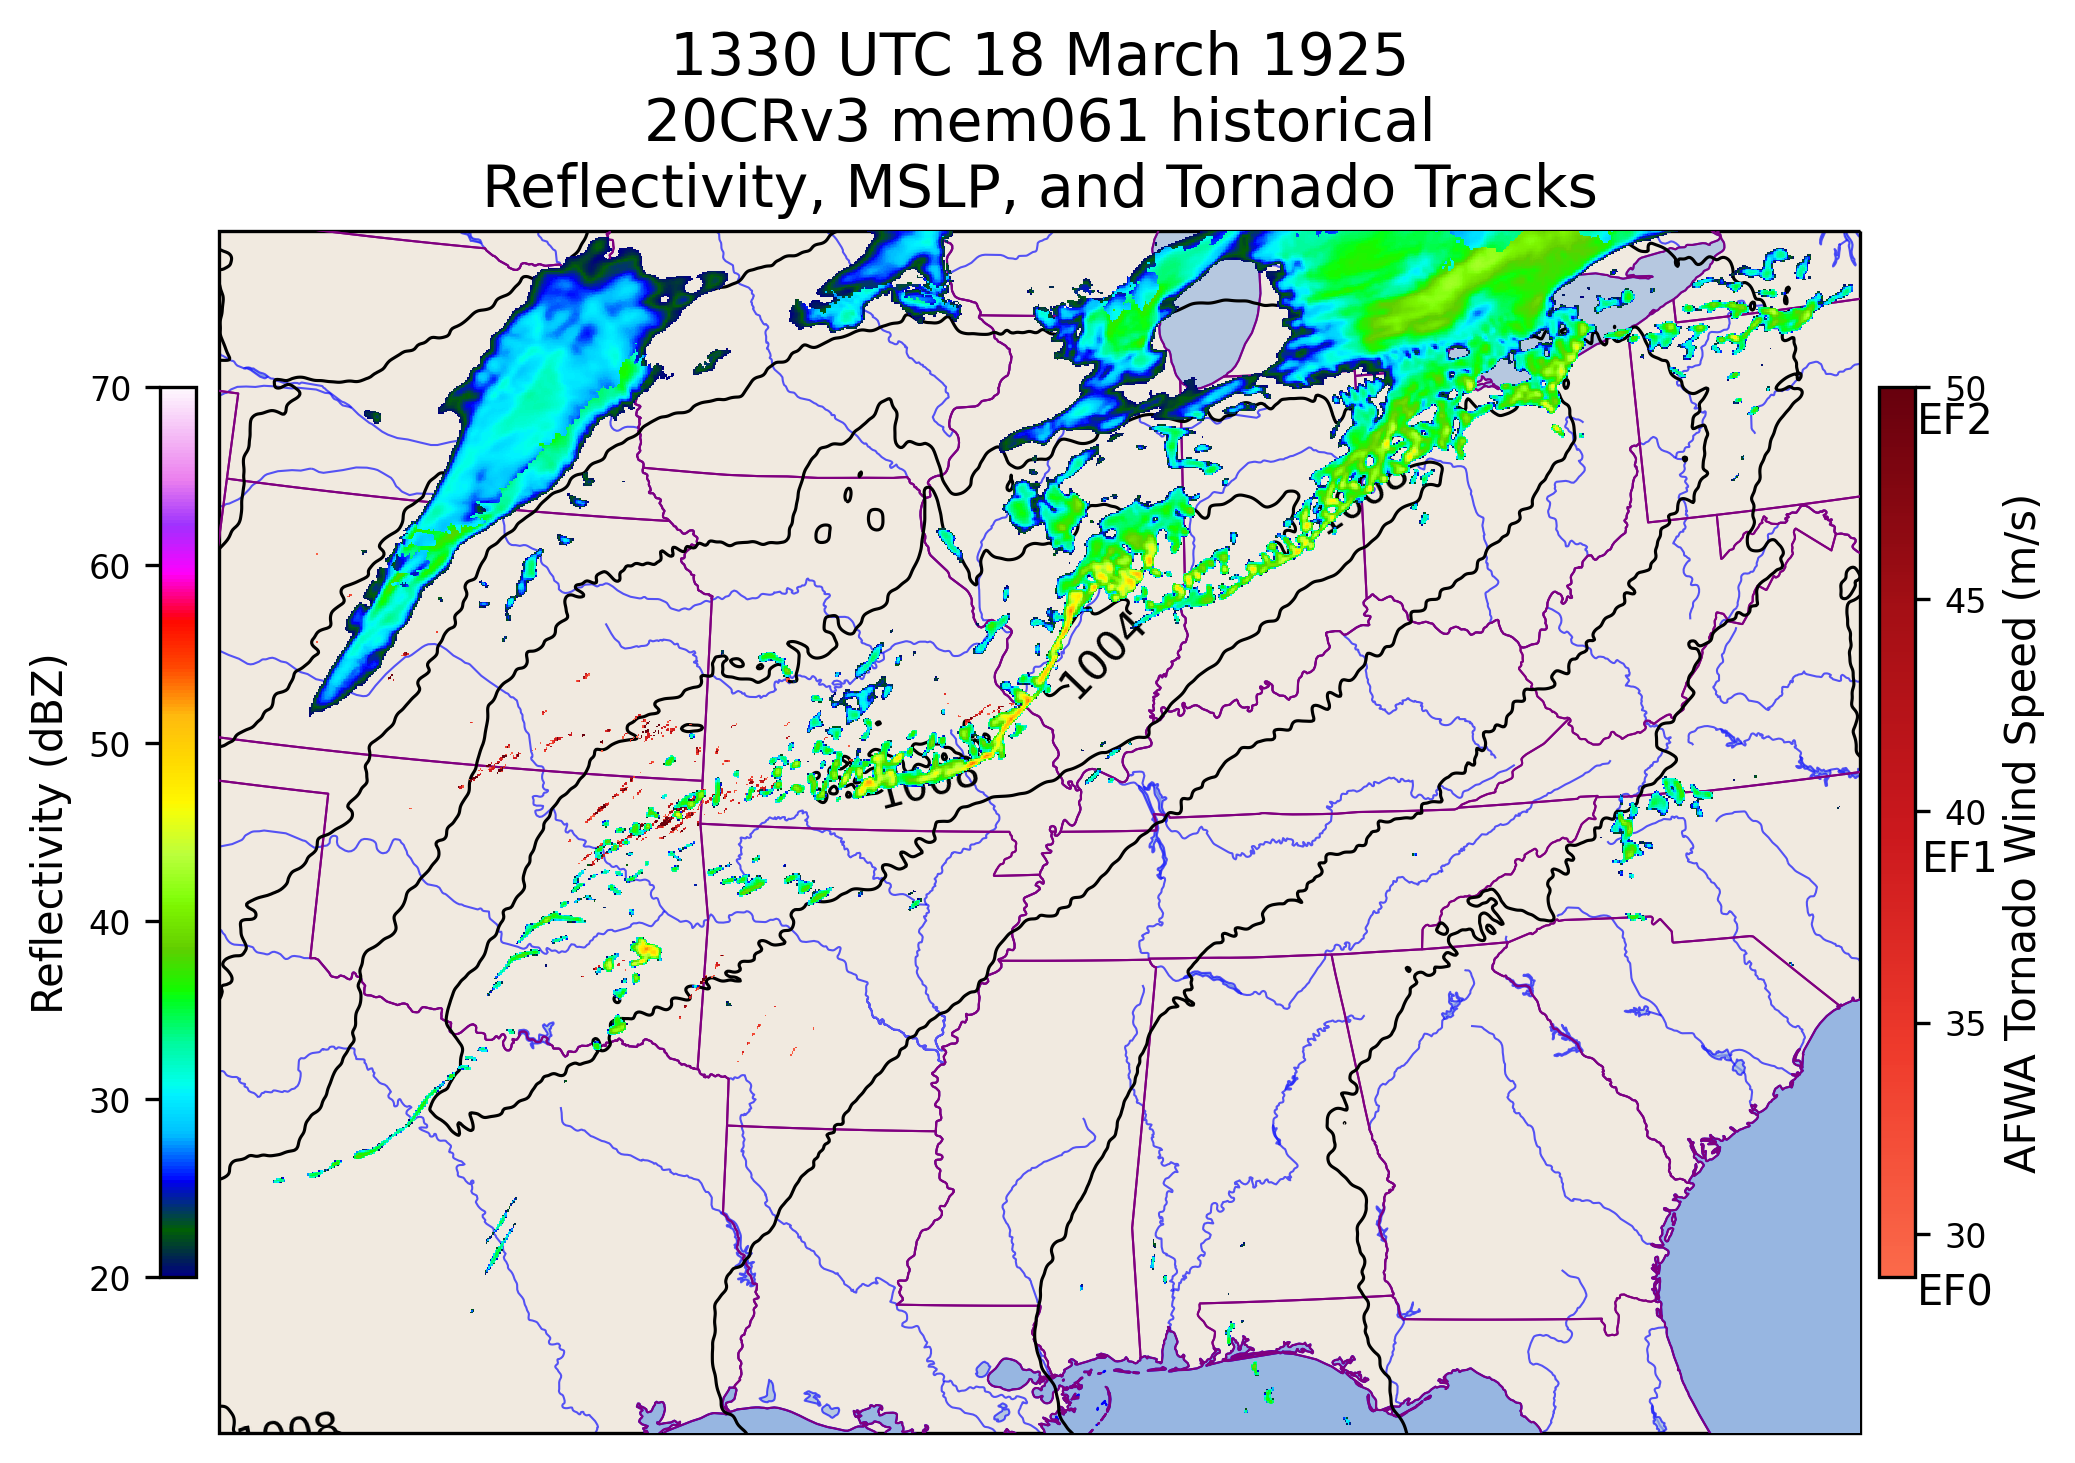 1330 UTC 18 March 1925
20CRv3 mem061 historical
Reflectivity, MSLP, and Tornado Tracks
70
60
50
40
30
20
Reflectivity (dBZ)
1008
1004
1008
1008
50
EF2
45
40
EF1
35
30
EF0
AFWA Tornado Wind Speed (m/s)